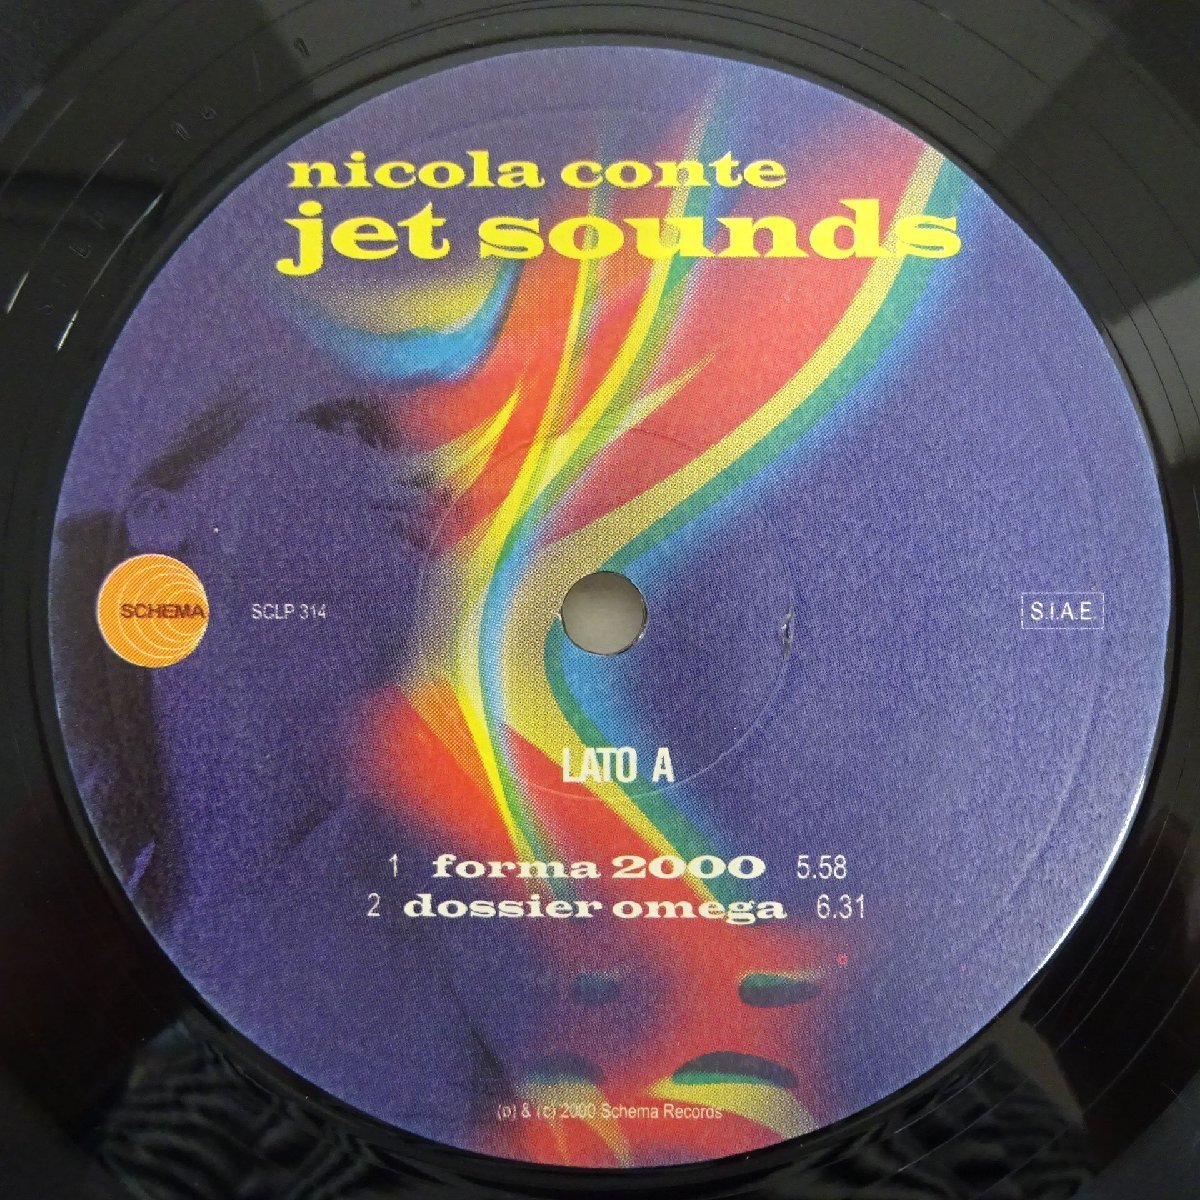 nicola conte
jet sounds
SCHEMA
SCLP 314
S.I.A.E.
LATO A
1 forma 2000 5.58
2 dossier omega 6.31
(p) & (c) 2000 Schema Records